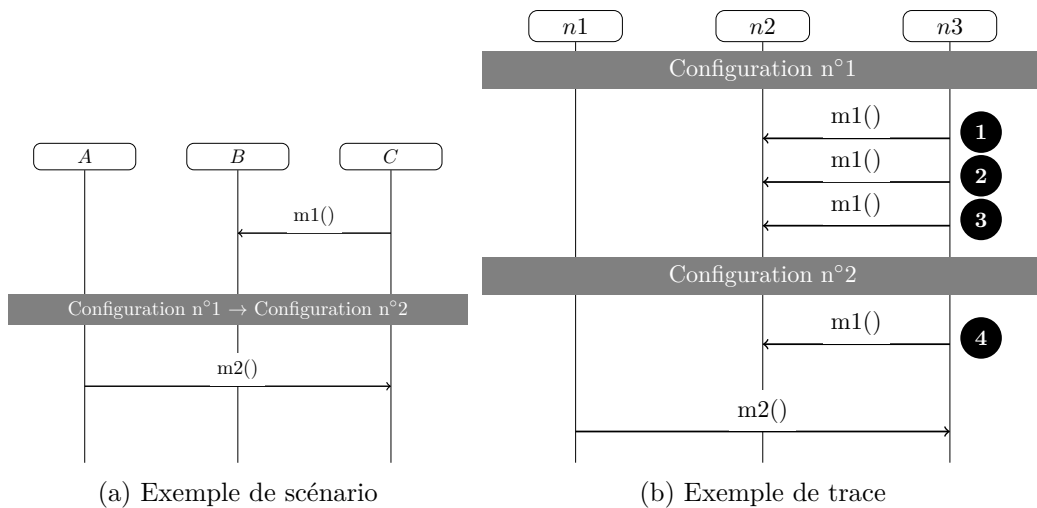 A B C
m1()
Configuration n°1 → Configuration n°2
m2()
(a) Exemple de scénario
n1 n2 n3
Configuration n°1
m1() 1
m1() 2
m1() 3
Configuration n°2
m1() 4
m2()
(b) Exemple de trace